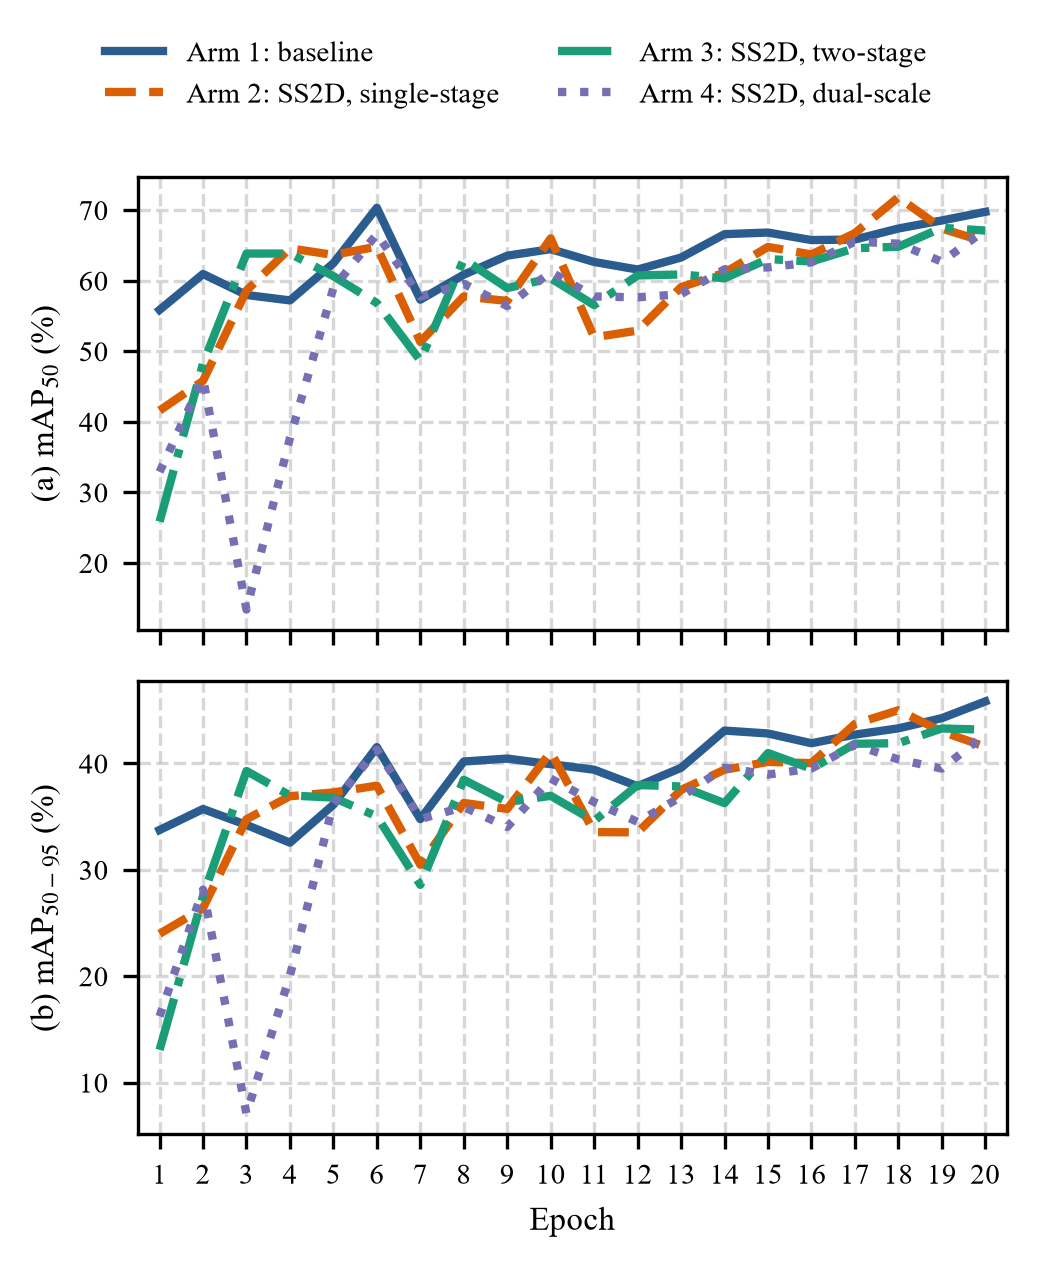 Arm 1: baseline
Arm 2: SS2D, single-stage
Arm 3: SS2D, two-stage
Arm 4: SS2D, dual-scale
(a) mAP50 (%)
70
60
50
40
30
20
(b) mAP50−95 (%)
40
30
20
10
1 2 3 4 5 6 7 8 9 10 11 12 13 14 15 16 17 18 19 20
Epoch